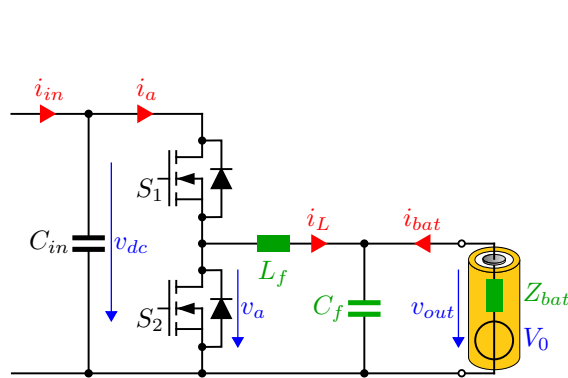 i_in
i_a
S_1
i_L
i_bat
C_in
v_dc
L_f
Z_bat
C_f
v_out
v_a
S_2
V_0